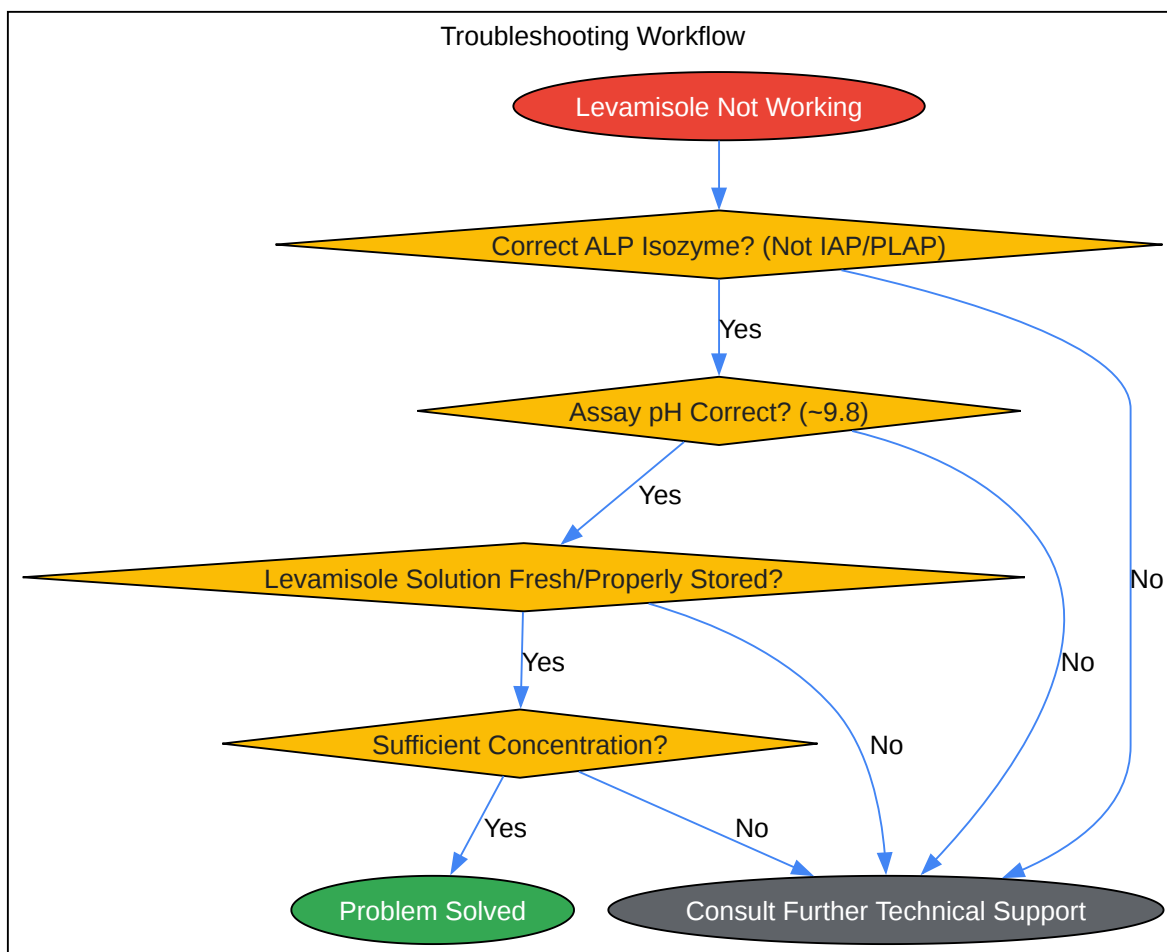 Troubleshooting Workflow
Levamisole Not Working
Correct ALP Isozyme? (Not IAP/PLAP)
Yes
Assay pH Correct? (~9.8)
Yes
Levamisole Solution Fresh/Properly Stored?
No
Yes
No
Sufficient Concentration?
No
Yes
No
Problem Solved
Consult Further Technical Support